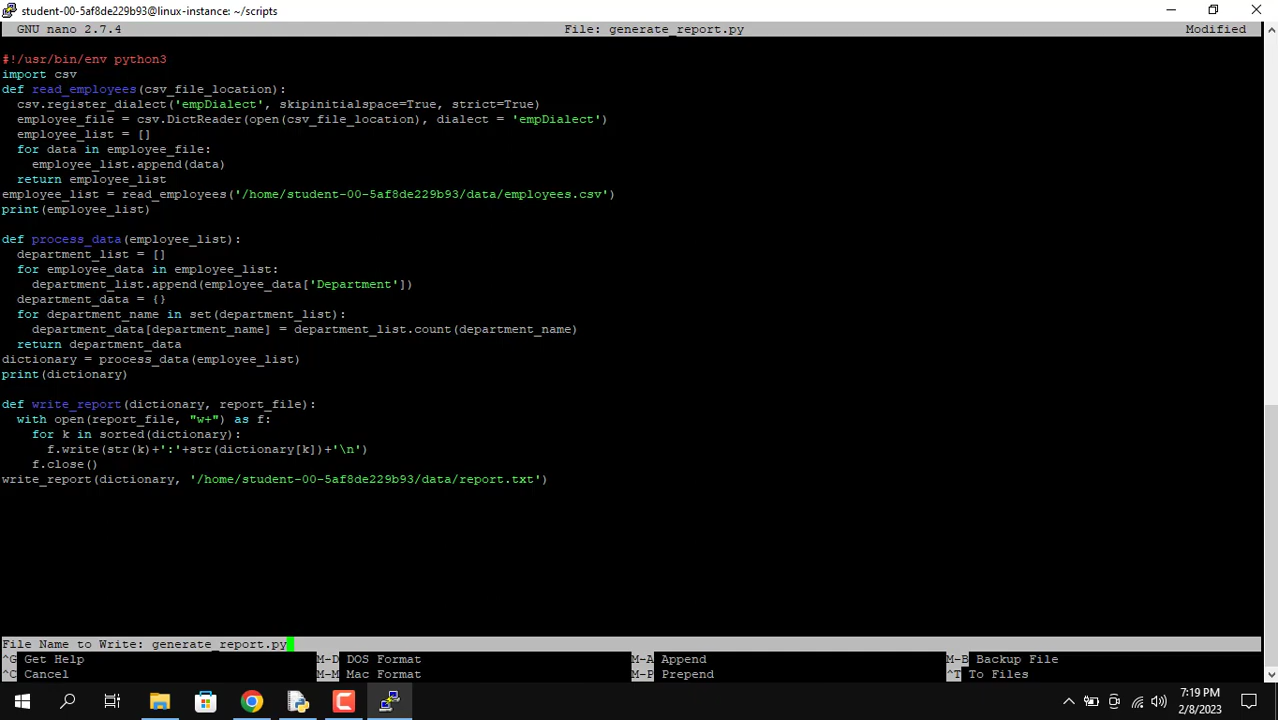 student-00-5af8de229b93@linux-instance: ~/scripts
GNU nano 2.7.4 File: generate_report.py Modified
#!/usr/bin/env python3
import csv
def read_employees(csv_file_location):
  csv.register_dialect('empDialect', skipinitialspace=True, strict=True)
  employee_file = csv.DictReader(open(csv_file_location), dialect = 'empDialect')
  employee_list = []
  for data in employee_file:
    employee_list.append(data)
  return employee_list
employee_list = read_employees('/home/student-00-5af8de229b93/data/employees.csv')
print(employee_list)
def process_data(employee_list):
  department_list = []
  for employee_data in employee_list:
    department_list.append(employee_data['Department'])
  department_data = {}
  for department_name in set(department_list):
    department_data[department_name] = department_list.count(department_name)
  return department_data
dictionary = process_data(employee_list)
print(dictionary)
def write_report(dictionary, report_file):
  with open(report_file, "w+") as f:
    for k in sorted(dictionary):
      f.write(str(k)+':'+str(dictionary[k])+'\n')
    f.close()
write_report(dictionary, '/home/student-00-5af8de229b93/data/report.txt')
File Name to Write: generate_report.py
^G Get Help M-D DOS Format M-A Append M-B Backup File
^C Cancel M-M Mac Format M-P Prepend ^T To Files
7:19 PM
2/8/2023